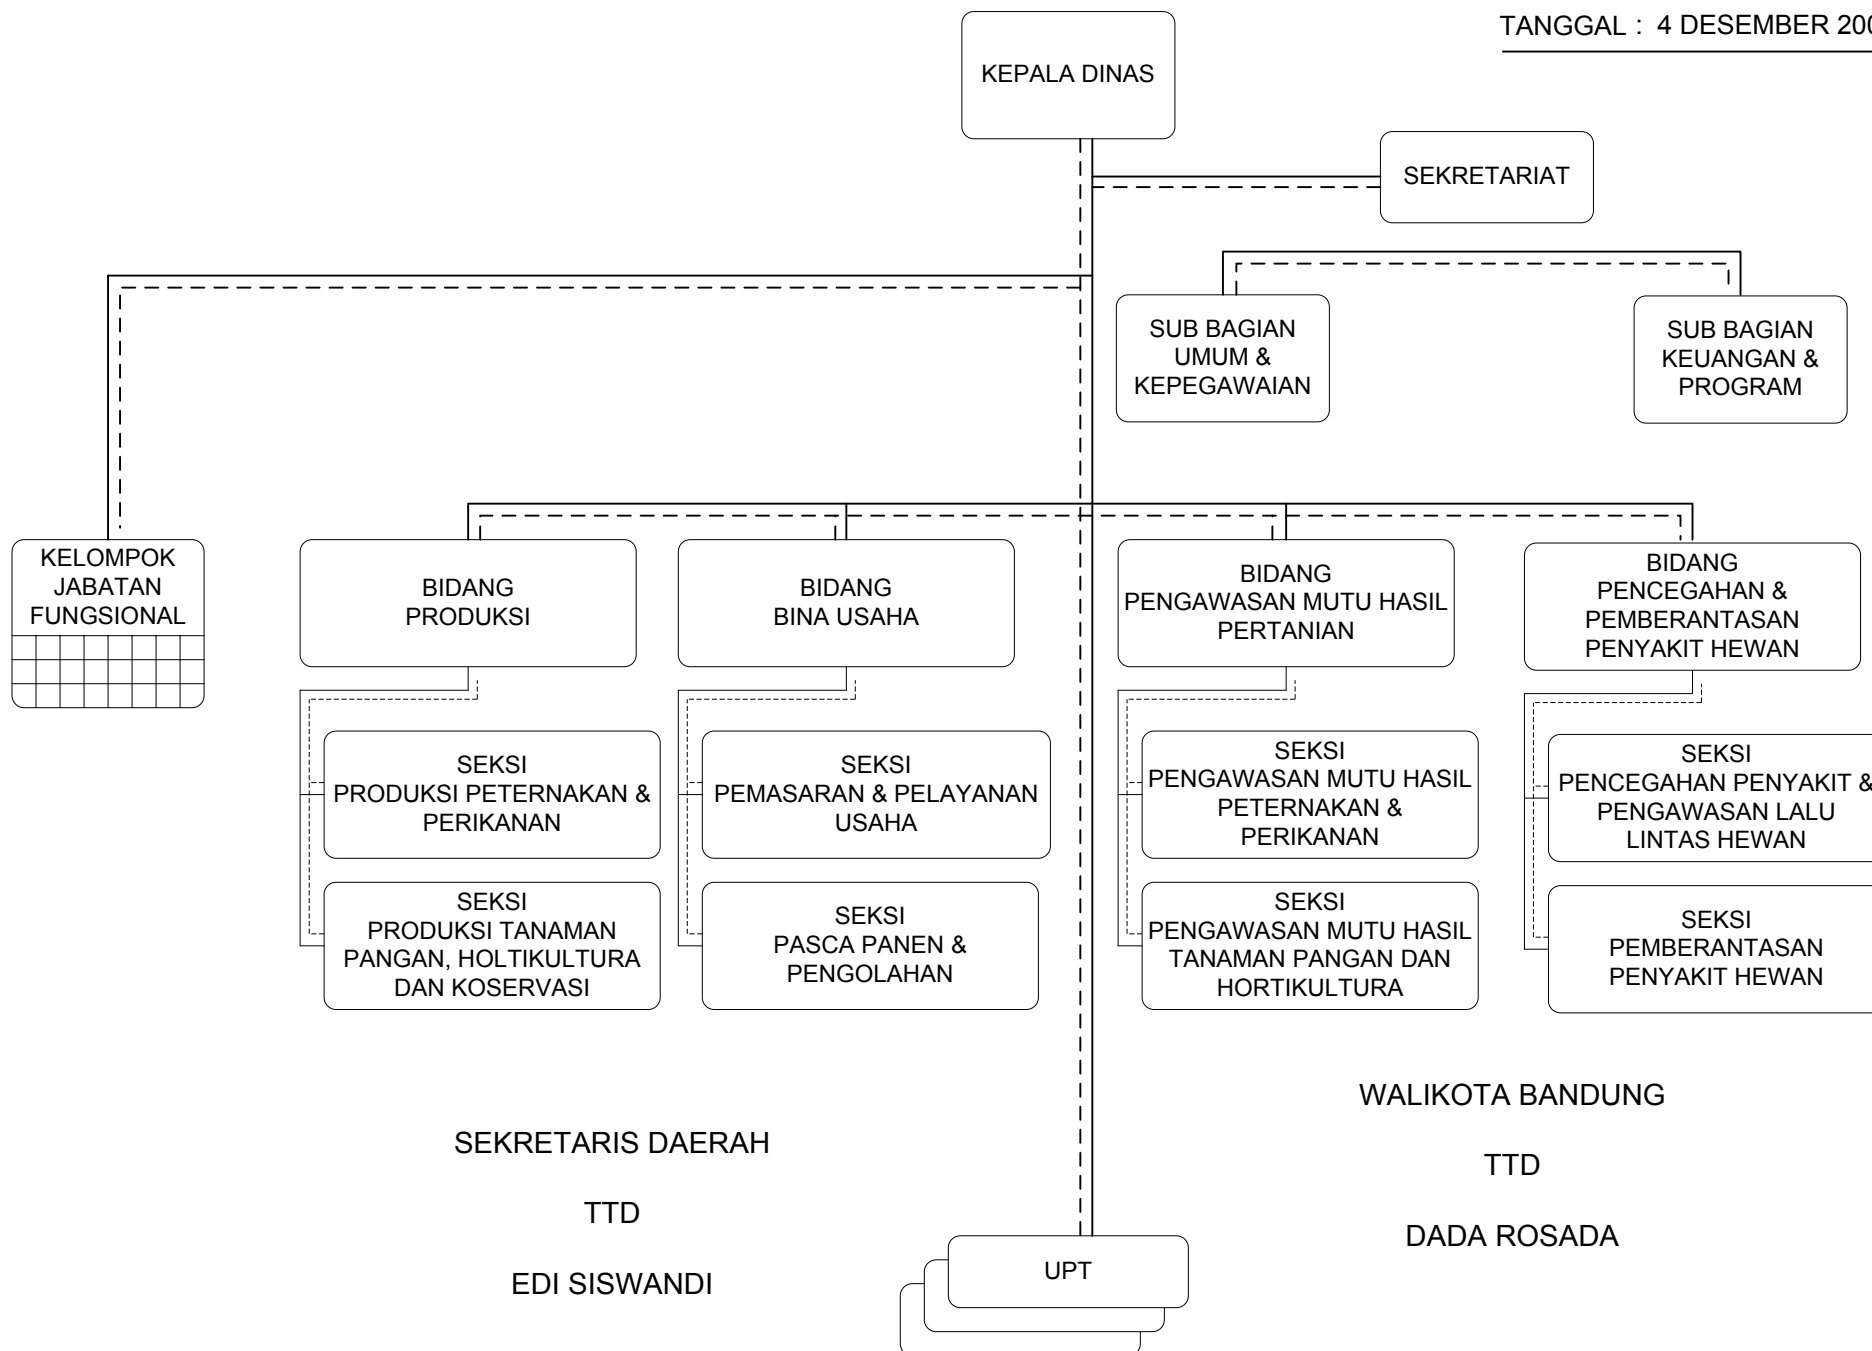 TANGGAL : 4 DESEMBER 200
KEPALA DINAS
SEKRETARIAT
SUB BAGIAN
UMUM &
KEPEGAWAIAN
SUB BAGIAN
KEUANGAN &
PROGRAM
KELOMPOK
JABATAN
FUNGSIONAL
BIDANG
PRODUKSI
BIDANG
BINA USAHA
BIDANG
PENGAWASAN MUTU HASIL
PERTANIAN
BIDANG
PENCEGAHAN &
PEMBERANTASAN
PENYAKIT HEWAN
SEKSI
PRODUKSI PETERNAKAN &
PERIKANAN
SEKSI
PEMASARAN & PELAYANAN
USAHA
SEKSI
PENGAWASAN MUTU HASIL
PETERNAKAN &
PERIKANAN
SEKSI
PENCEGAHAN PENYAKIT &
PENGAWASAN LALU
LINTAS HEWAN
SEKSI
PRODUKSI TANAMAN
PANGAN, HOLTIKULTURA
DAN KOSERVASI
SEKSI
PASCA PANEN &
PENGOLAHAN
SEKSI
PENGAWASAN MUTU HASIL
TANAMAN PANGAN DAN
HORTIKULTURA
SEKSI
PEMBERANTASAN
PENYAKIT HEWAN
SEKRETARIS DAERAH
TTD
EDI SISWANDI
WALIKOTA BANDUNG
TTD
DADA ROSADA
UPT